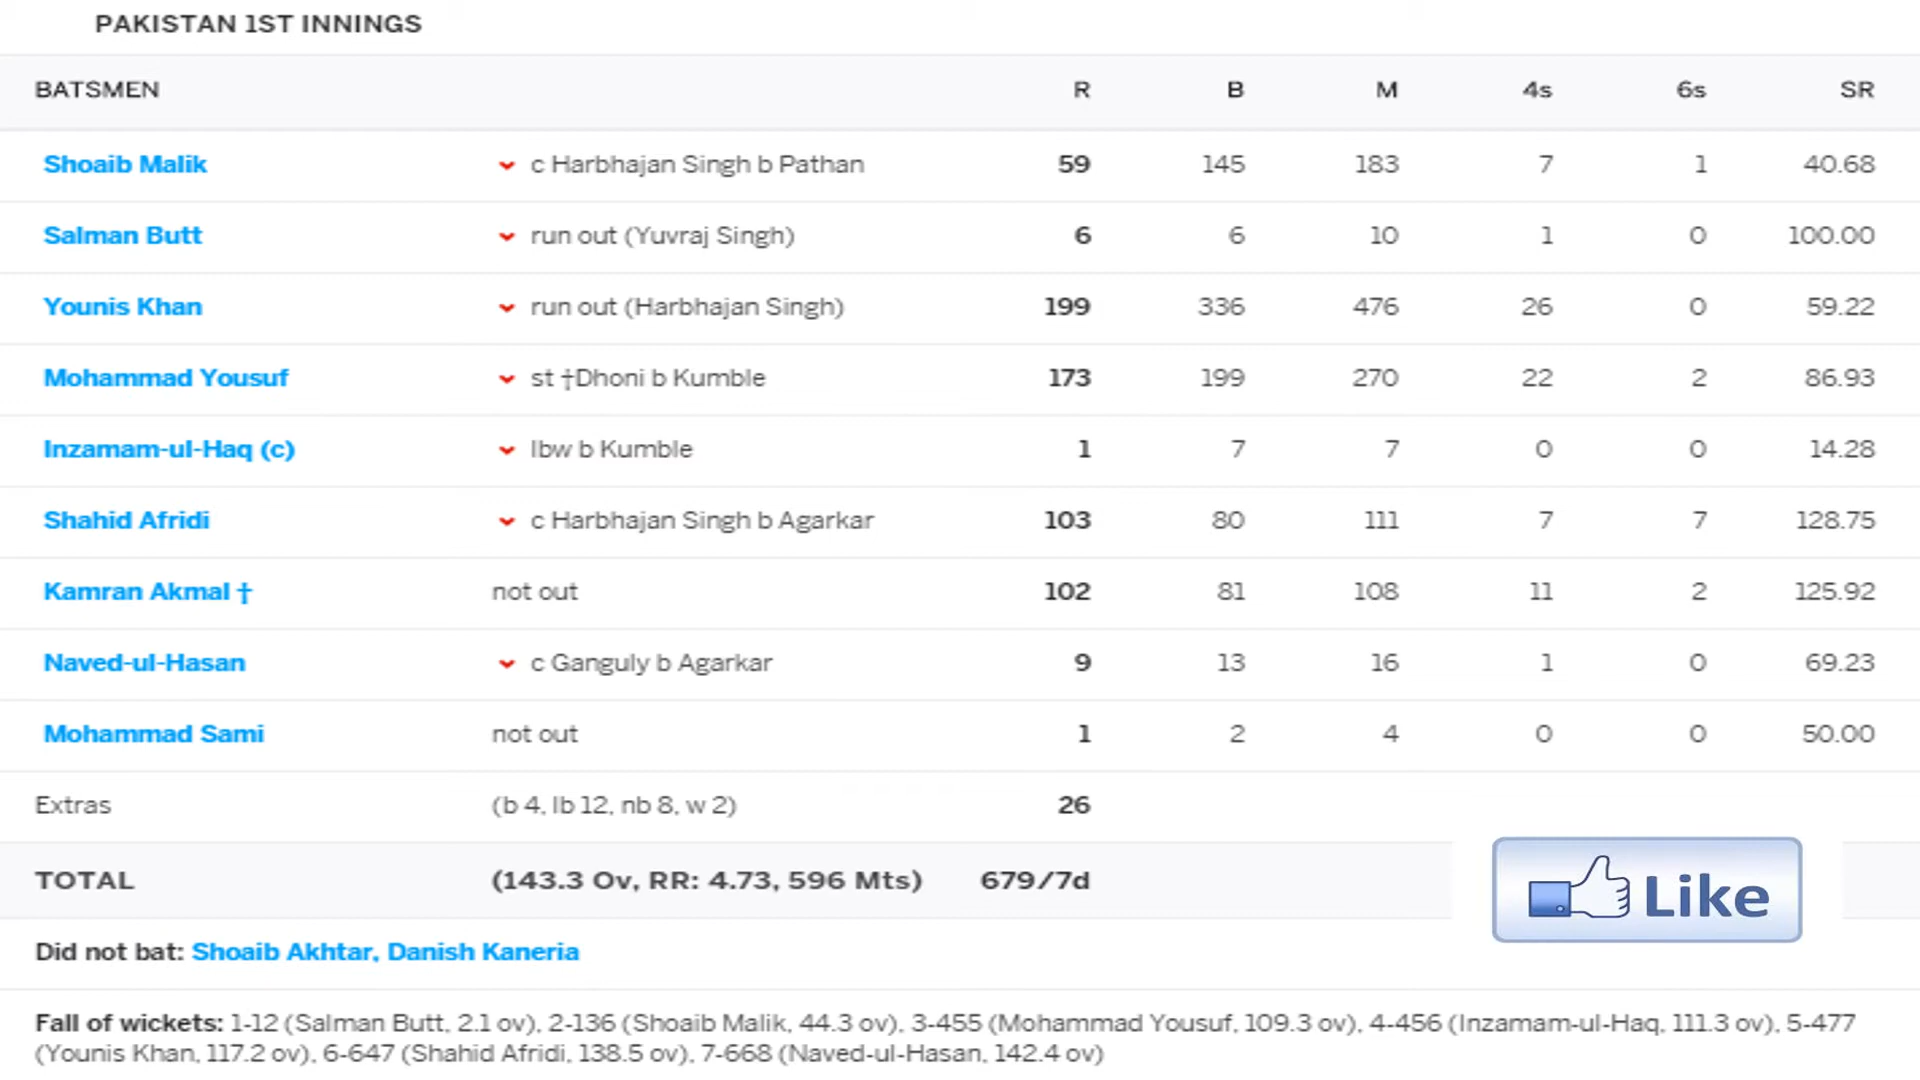 PAKISTAN 1ST INNINGS
BATSMEN R B M 4s 6s SR
Shoaib Malik c Harbhajan Singh b Pathan 59 145 183 7 1 40.68
Salman Butt run out (Yuvraj Singh) 6 6 10 1 0 100.00
Younis Khan run out (Harbhajan Singh) 199 336 476 26 0 59.22
Mohammad Yousuf st †Dhoni b Kumble 173 199 270 22 2 86.93
Inzamam-ul-Haq (c) lbw b Kumble 1 7 7 0 0 14.28
Shahid Afridi c Harbhajan Singh b Agarkar 103 80 111 7 7 128.75
Kamran Akmal † not out 102 81 108 11 2 125.92
Naved-ul-Hasan c Ganguly b Agarkar 9 13 16 1 0 69.23
Mohammad Sami not out 1 2 4 0 0 50.00
Extras (b 4, lb 12, nb 8, w 2) 26
TOTAL (143.3 Ov, RR: 4.73, 596 Mts) 679/7d
Like
Did not bat: Shoaib Akhtar, Danish Kaneria
Fall of wickets: 1-12 (Salman Butt, 2.1 ov), 2-136 (Shoaib Malik, 44.3 ov), 3-455 (Mohammad Yousuf, 109.3 ov), 4-456 (Inzamam-ul-Haq, 111.3 ov), 5-477
(Younis Khan, 117.2 ov), 6-647 (Shahid Afridi, 138.5 ov), 7-668 (Naved-ul-Hasan, 142.4 ov)